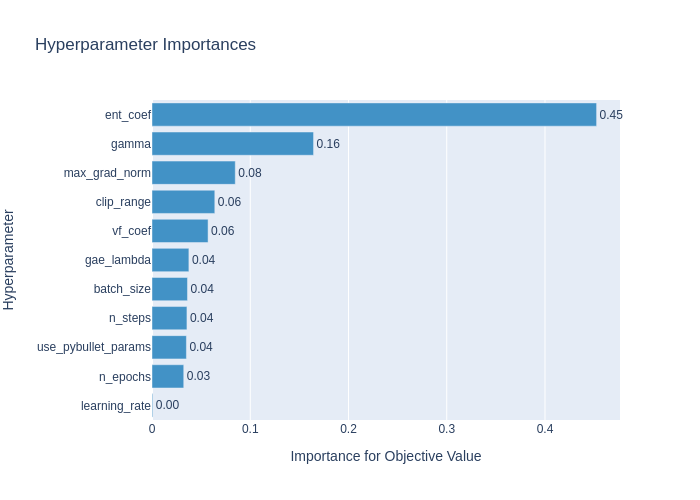 Hyperparameter Importances
ent_coef 0.45
gamma 0.16
max_grad_norm 0.08
clip_range 0.06
vf_coef 0.06
gae_lambda 0.04
batch_size 0.04
n_steps 0.04
use_pybullet_params 0.04
n_epochs 0.03
learning_rate 0.00
0 0.1 0.2 0.3 0.4
Importance for Objective Value
Hyperparameter